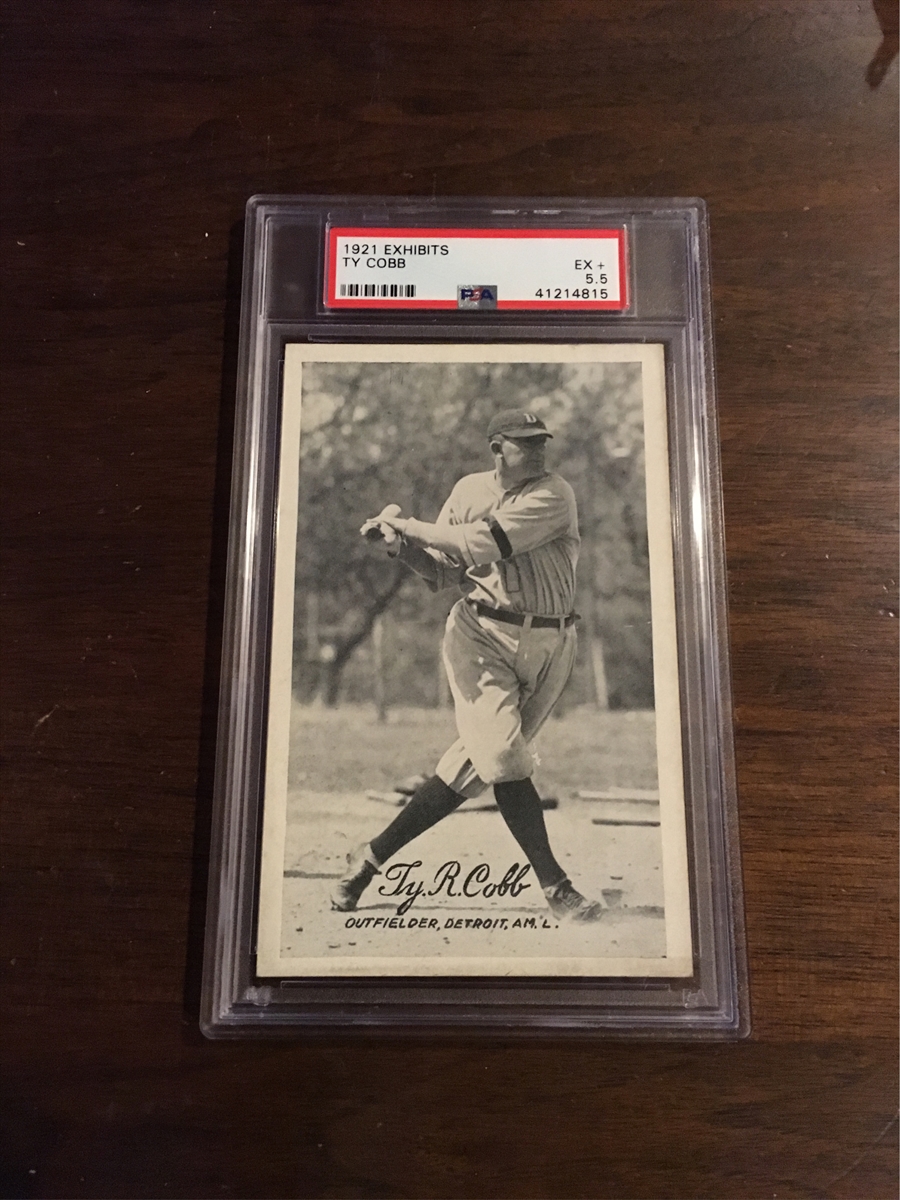 1921 EXHIBITS
TY COBB
EX +
5.5
PSA
41214815
D
Ty. R. Cobb
OUTFIELDER, DETROIT, AM. L.